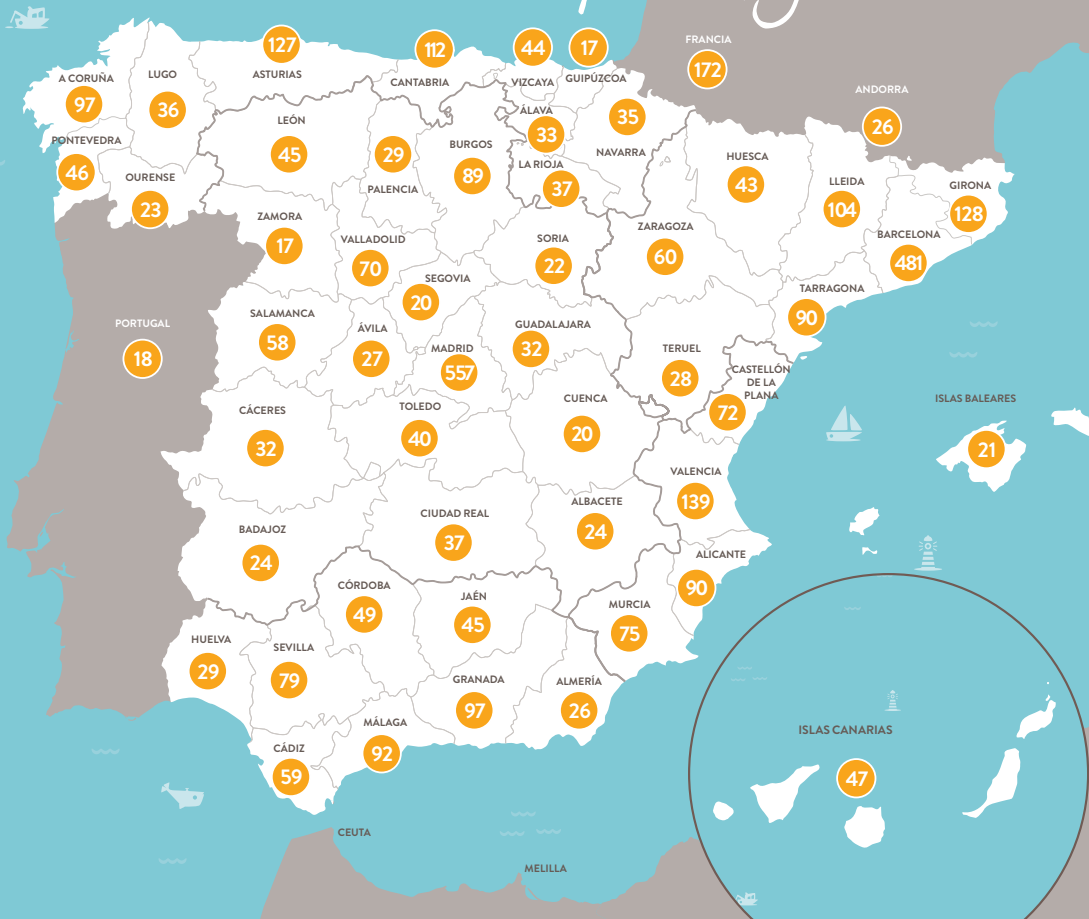 127
112
44
17
FRANCIA
172
ASTURIAS
CANTABRIA
VIZCAYA
GUIPÚZCOA
A CORUÑA
97
LUGO
36
ANDORRA
26
LEÓN
45
29
PALENCIA
BURGOS
89
ÁLAVA
33
35
NAVARRA
PONTEVEDRA
46
OURENSE
23
LA RIOJA
37
HUESCA
43
LLEIDA
104
GIRONA
128
ZAMORA
17
VALLADOLID
70
SORIA
22
ZARAGOZA
60
BARCELONA
481
SEGOVIA
20
TARRAGONA
90
PORTUGAL
18
SALAMANCA
58
ÁVILA
27
MADRID
557
GUADALAJARA
32
TERUEL
28
CASTELLÓN
DE LA
PLANA
72
CÁCERES
32
TOLEDO
40
CUENCA
20
ISLAS BALEARES
21
VALENCIA
139
BADAJOZ
24
CIUDAD REAL
37
ALBACETE
24
ALICANTE
90
CÓRDOBA
49
JAÉN
45
MURCIA
75
HUELVA
29
SEVILLA
79
GRANADA
97
ALMERÍA
26
MÁLAGA
92
CÁDIZ
59
ISLAS CANARIAS
47
CEUTA
MELILLA